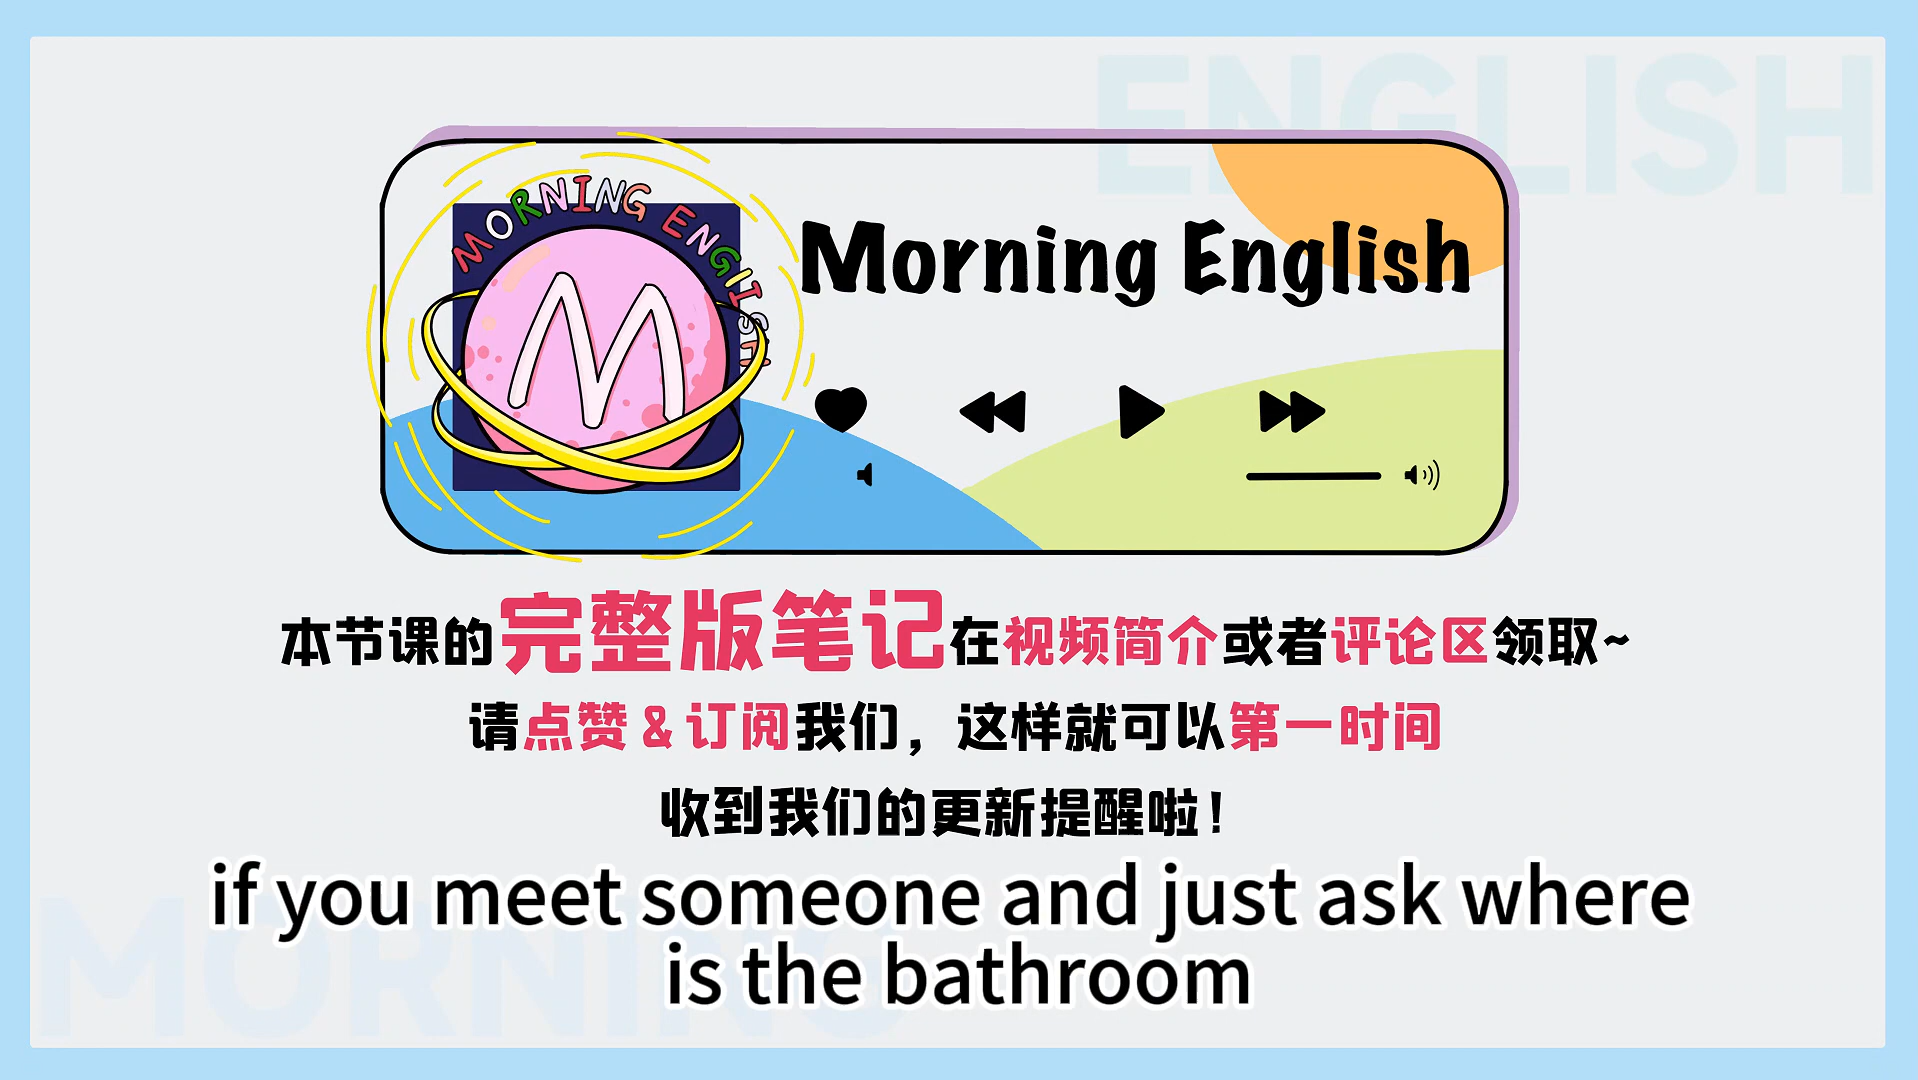 ENGLISH
MORNING ENGLISH
M
Morning English
本节课的完整版笔记在视频简介或者评论区领取~
请点赞&订阅我们，这样就可以第一时间
收到我们的更新提醒啦！
if you meet someone and just ask where
is the bathroom
MORNING